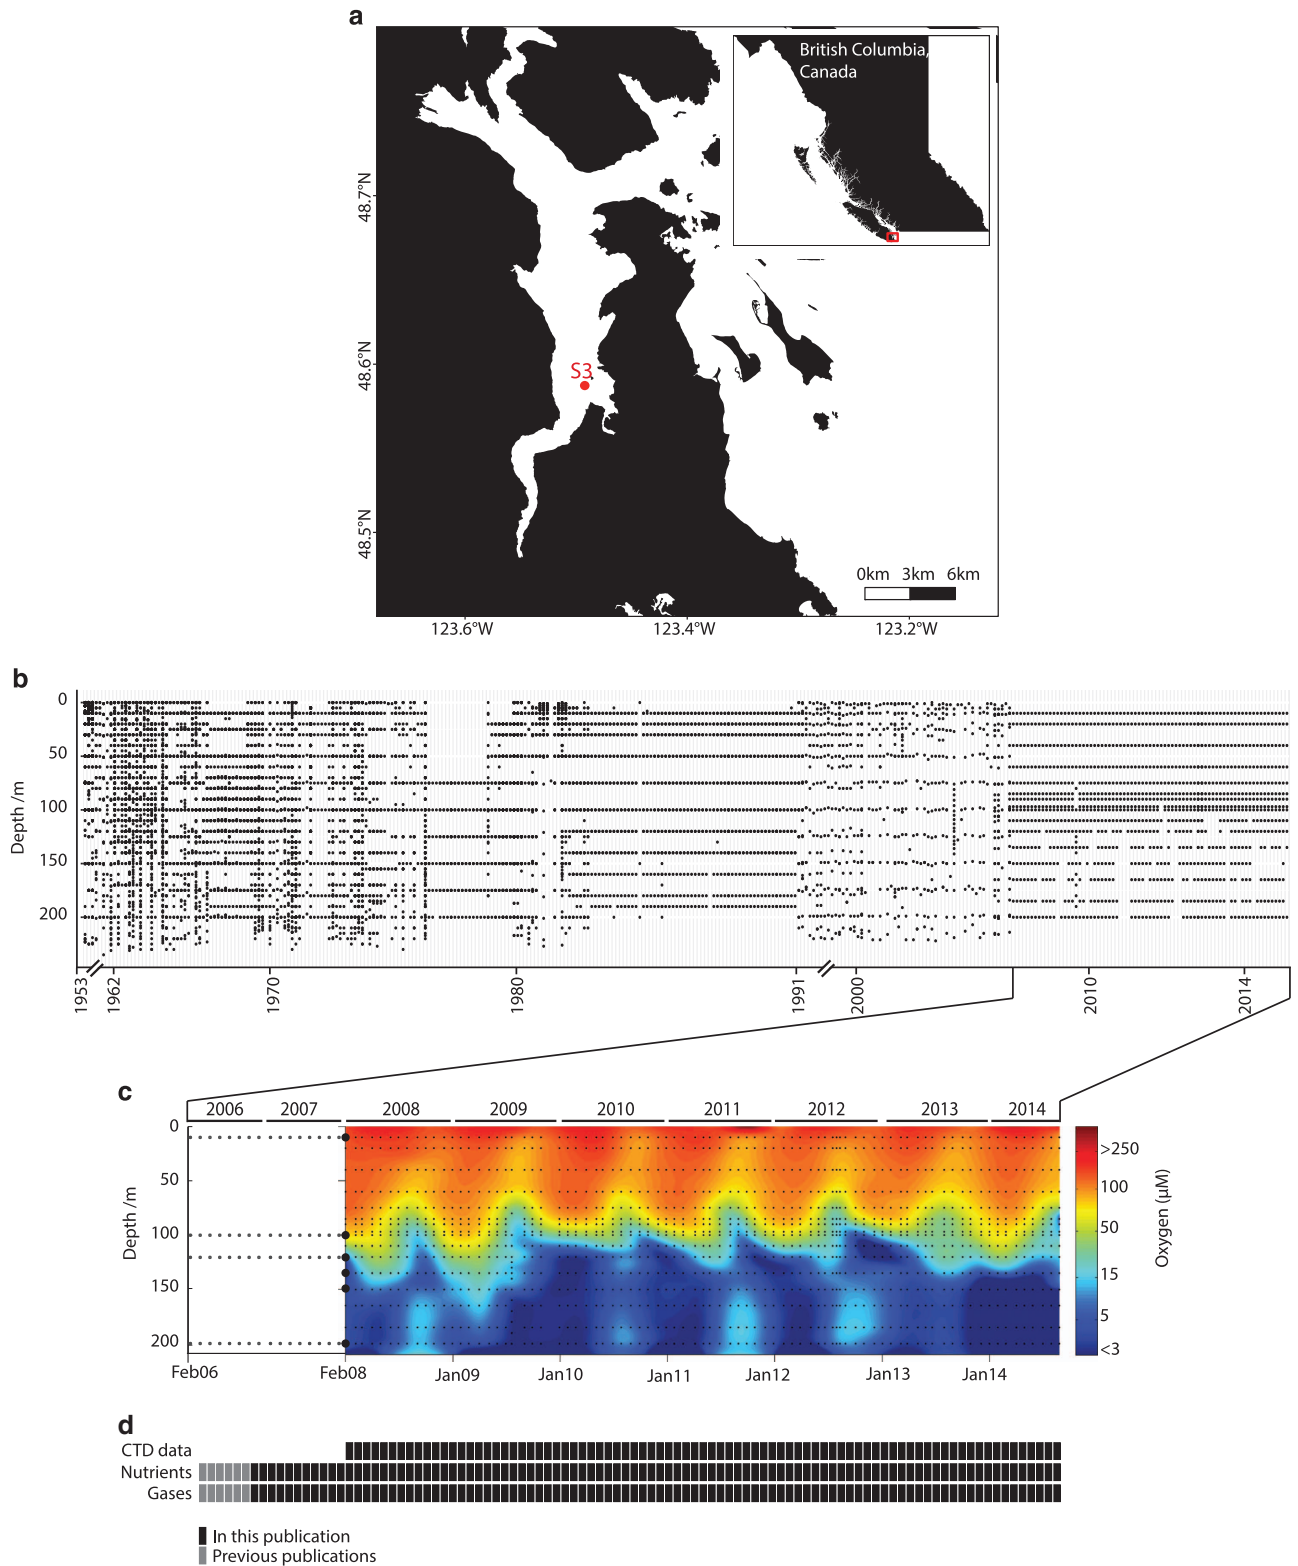 a
British Columbia,
Canada
48.7°N
48.6°N
48.5°N
S3
0km 3km 6km
123.6°W 123.4°W 123.2°W
b
Depth /m
0
50
100
150
200
1953 1962 1970 1980 1991 2000 2010 2014
c
2006 2007 2008 2009 2010 2011 2012 2013 2014
Depth /m
0
50
100
150
200
Feb06 Feb08 Jan09 Jan10 Jan11 Jan12 Jan13 Jan14
>250
100
50
15
5
<3
Oxygen (µM)
d
CTD data
Nutrients
Gases
In this publication
Previous publications